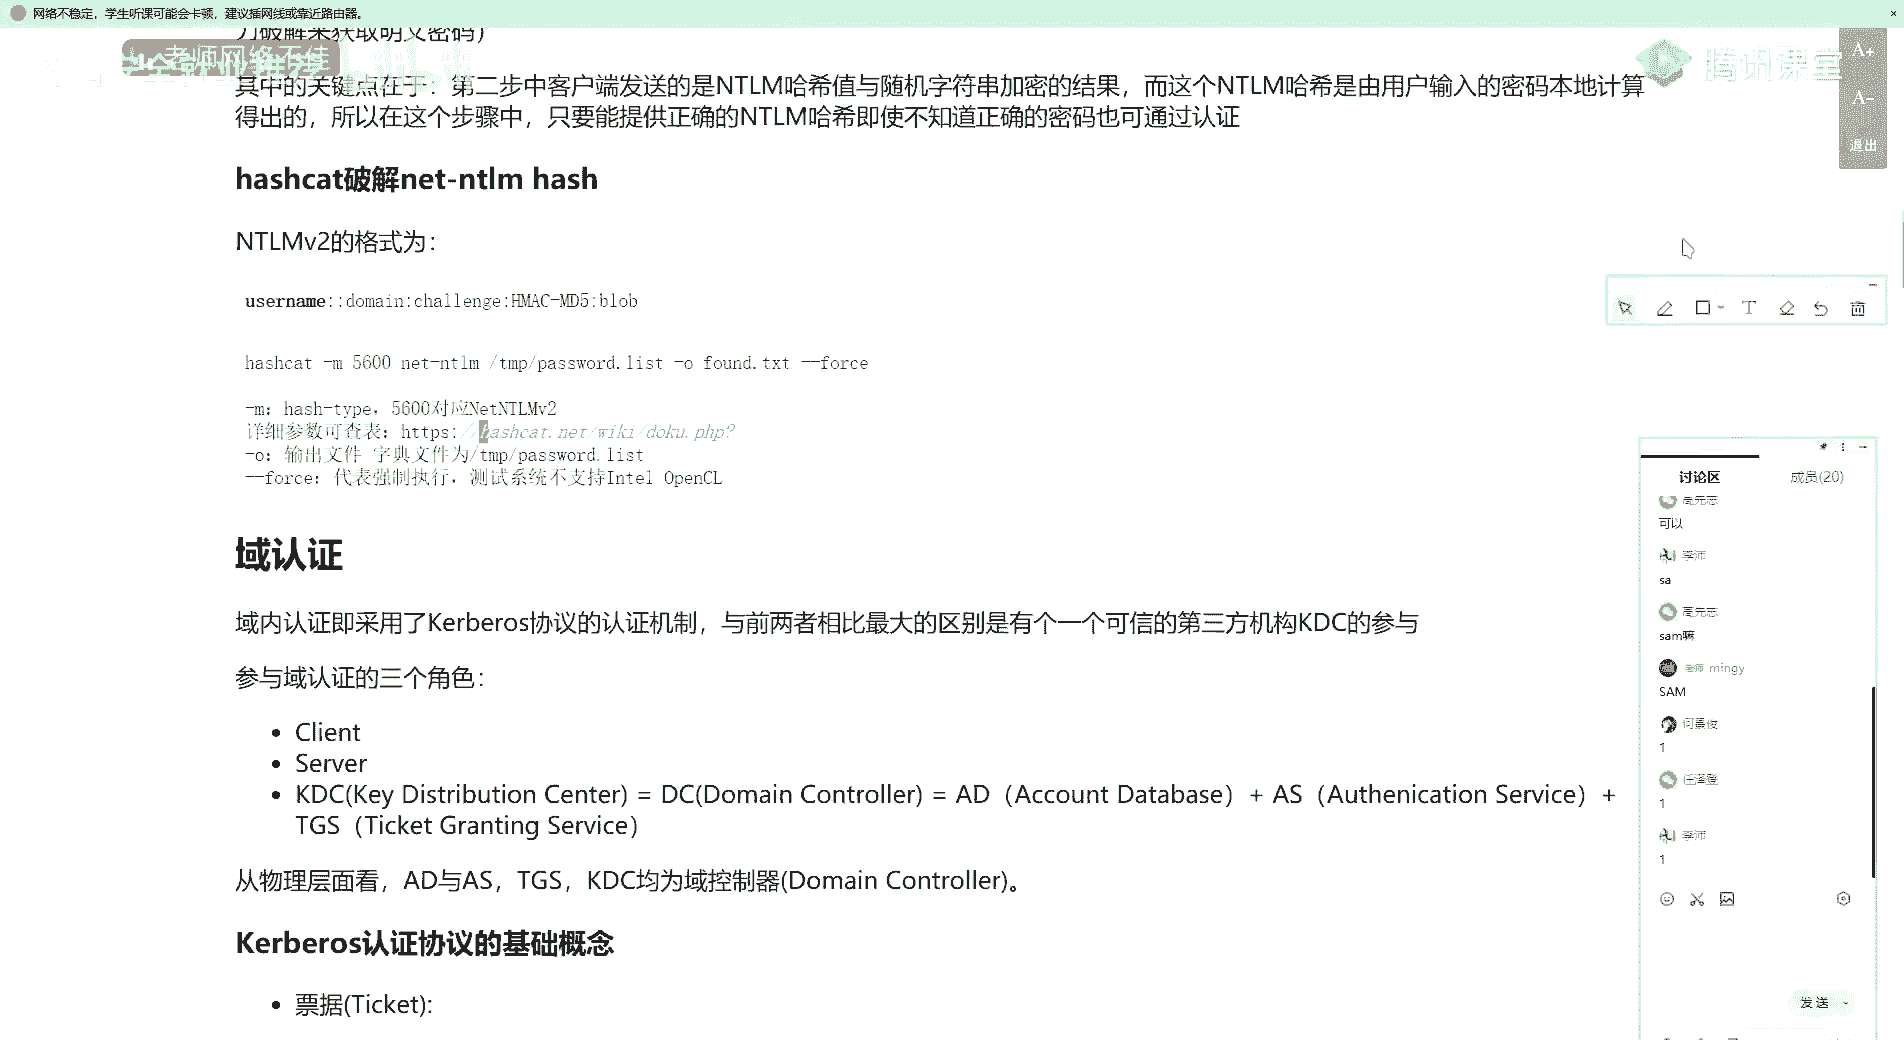 网络不稳定，学生听课可能会卡顿，建议插网线或靠近路由器。
力破解来获取明文密码）
老师网络不佳
腾讯课堂
A+
A-
退出
其中的关键点在于：第二步中客户端发送的是NTLM哈希值与随机字符串加密的结果，而这个NTLM哈希是由用户输入的密码本地计算
得出的，所以在这个步骤中，只要能提供正确的NTLM哈希即使不知道正确的密码也可通过认证
hashcat破解net-ntlm hash
NTLMv2的格式为：
username::domain:challenge:HMAC-MD5:blob
hashcat -m 5600 net-ntlm /tmp/password.list -o found.txt --force
-m：hash-type，5600对应NetNTLMv2
详细参数可查表：https://hashcat.net/wiki/doku.php?
-o：输出文件 字典文件为/tmp/password.list
--force：代表强制执行，测试系统不支持Intel OpenCL
域认证
域内认证即采用了Kerberos协议的认证机制，与前两者相比最大的区别是有个一个可信的第三方机构KDC的参与
参与域认证的三个角色：
Client
Server
KDC(Key Distribution Center) = DC(Domain Controller) = AD（Account Database）+ AS（Authenication Service）+
TGS（Ticket Granting Service）
从物理层面看，AD与AS，TGS，KDC均为域控制器(Domain Controller)。
Kerberos认证协议的基础概念
票据(Ticket):
T
讨论区
成员(20)
可以
李沛
sa
sam嘛
老师 mingy
SAM
1
1
李沛
1
发送